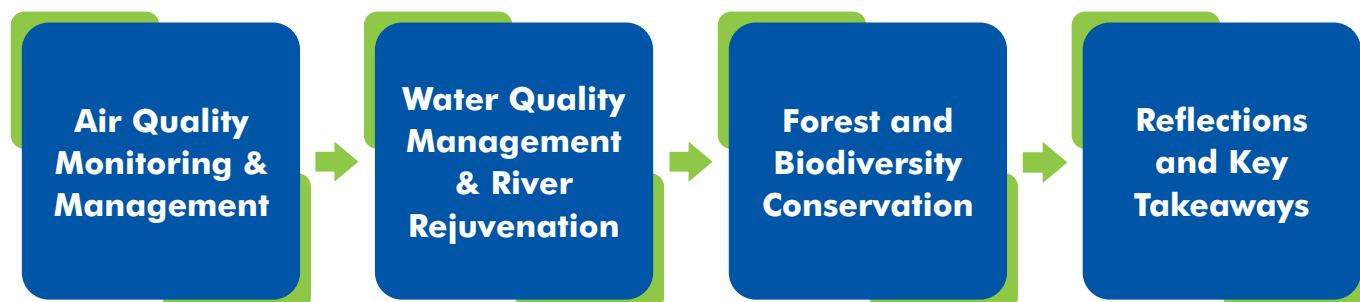 Air Quality
Monitoring &
Management
Water Quality
Management
& River
Rejuvenation
Forest and
Biodiversity
Conservation
Reflections
and Key
Takeaways